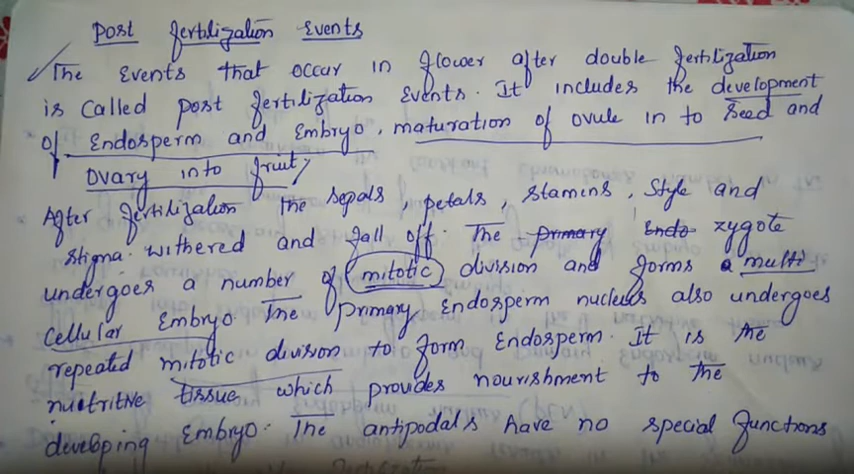 Post fertilization Events
The Events that occur in flower after double fertilization
is called post fertilization Events. It includes the development
of Endosperm and Embryo, maturation of ovule in to seed and
Ovary into fruit,
After fertilization the sepals, petals, stamens, style and
stigma withered and fall off. The primary Endo zygote
undergoes a number of mitotic division and forms a multi
cellular Embryo. The primary Endosperm nucleus also undergoes
repeated mitotic division to form Endosperm. It is the
nutritive tissue which provides nourishment to the
developing Embryo. The antipodals have no special functions